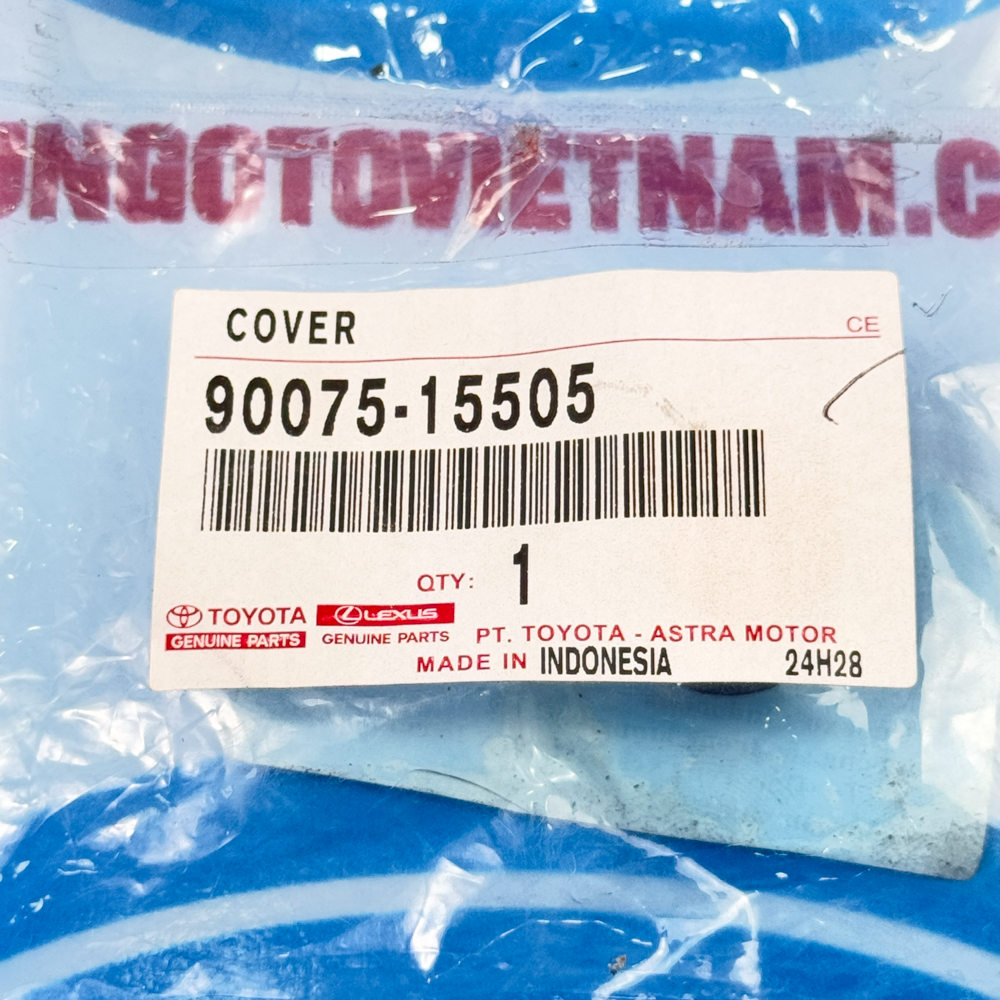 ONGOTOVIETNAM.C
COVER
CE
90075-15505
QTY: 1
TOYOTA LEXUS
GENUINE PARTS GENUINE PARTS
PT. TOYOTA - ASTRA MOTOR
MADE IN INDONESIA 24H28